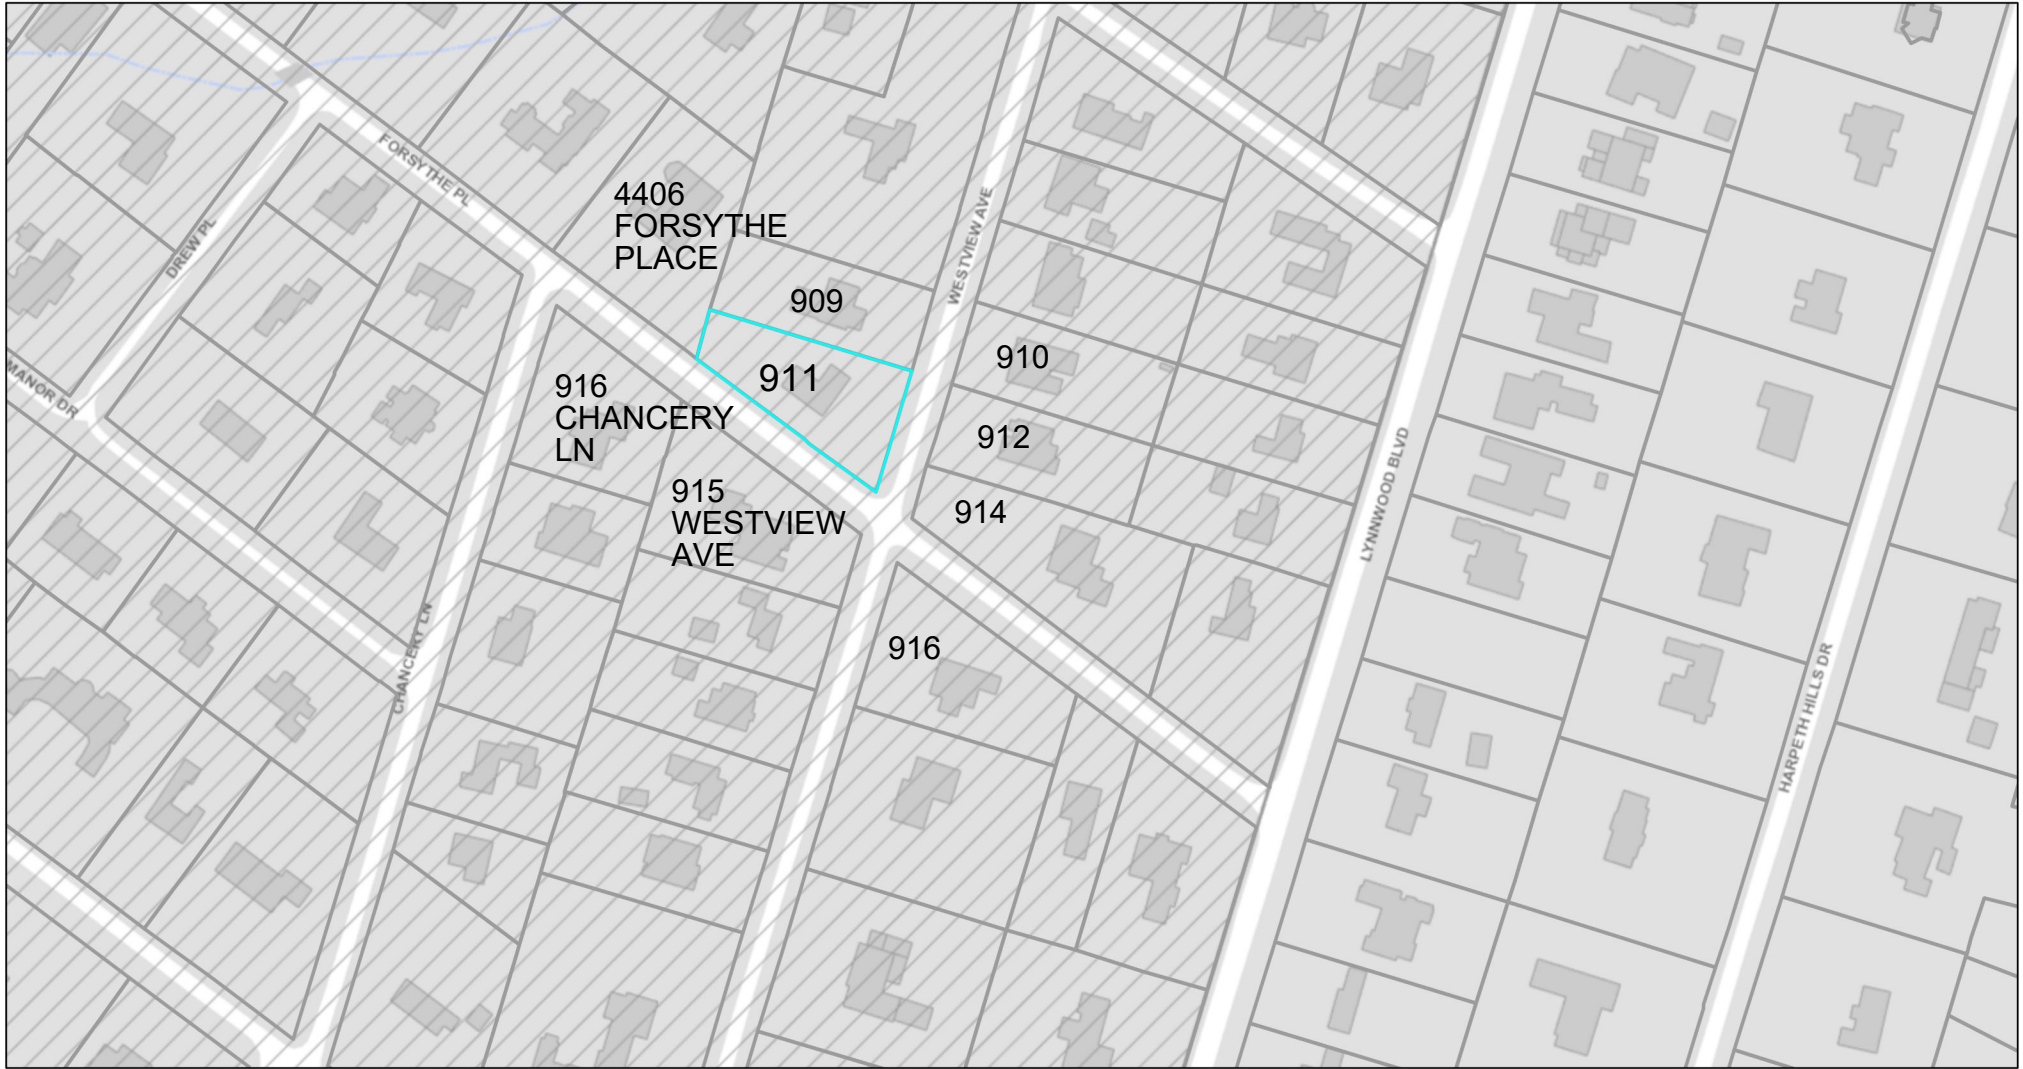 FORSYTHE PL
4406
FORSYTHE
PLACE
WESTVIEW AVE
DREW PL
909
910
911
916
CHANCERY
LN
MANOR DR
912
LYNNWOOD BLVD
915
WESTVIEW
AVE
914
CHANCERY LN
916
HARPETH HILLS DR